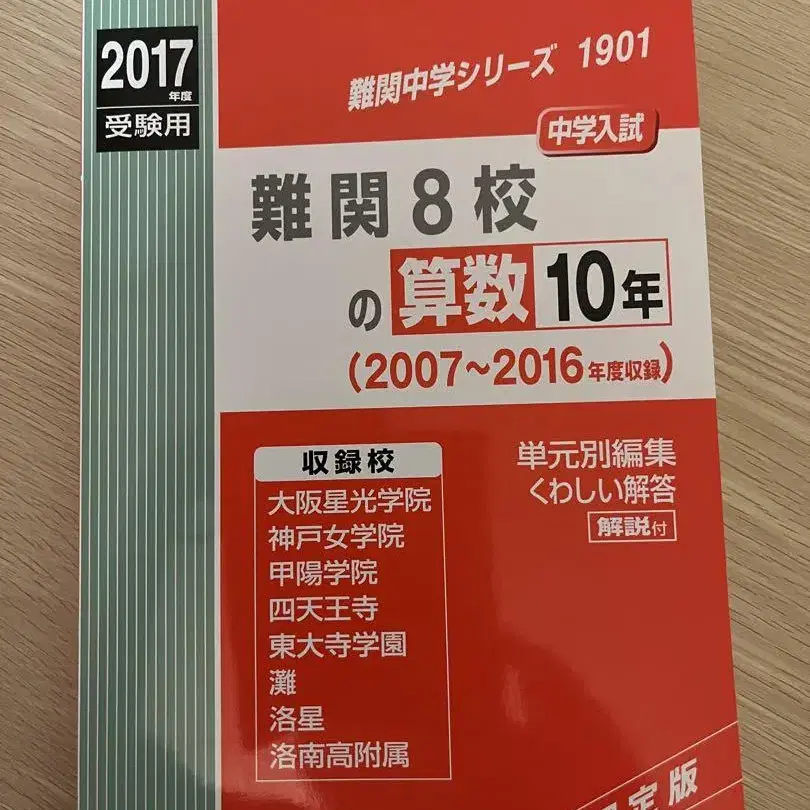 2017
年度
受験用
難関中学シリーズ 1901
中学入試
難関8校
の算数10年
(2007～2016年度収録)
収録校
大阪星光学院
神戸女学院
甲陽学院
四天王寺
東大寺学園
灘
洛星
洛南高附属
単元別編集
くわしい解答
解説付
定版